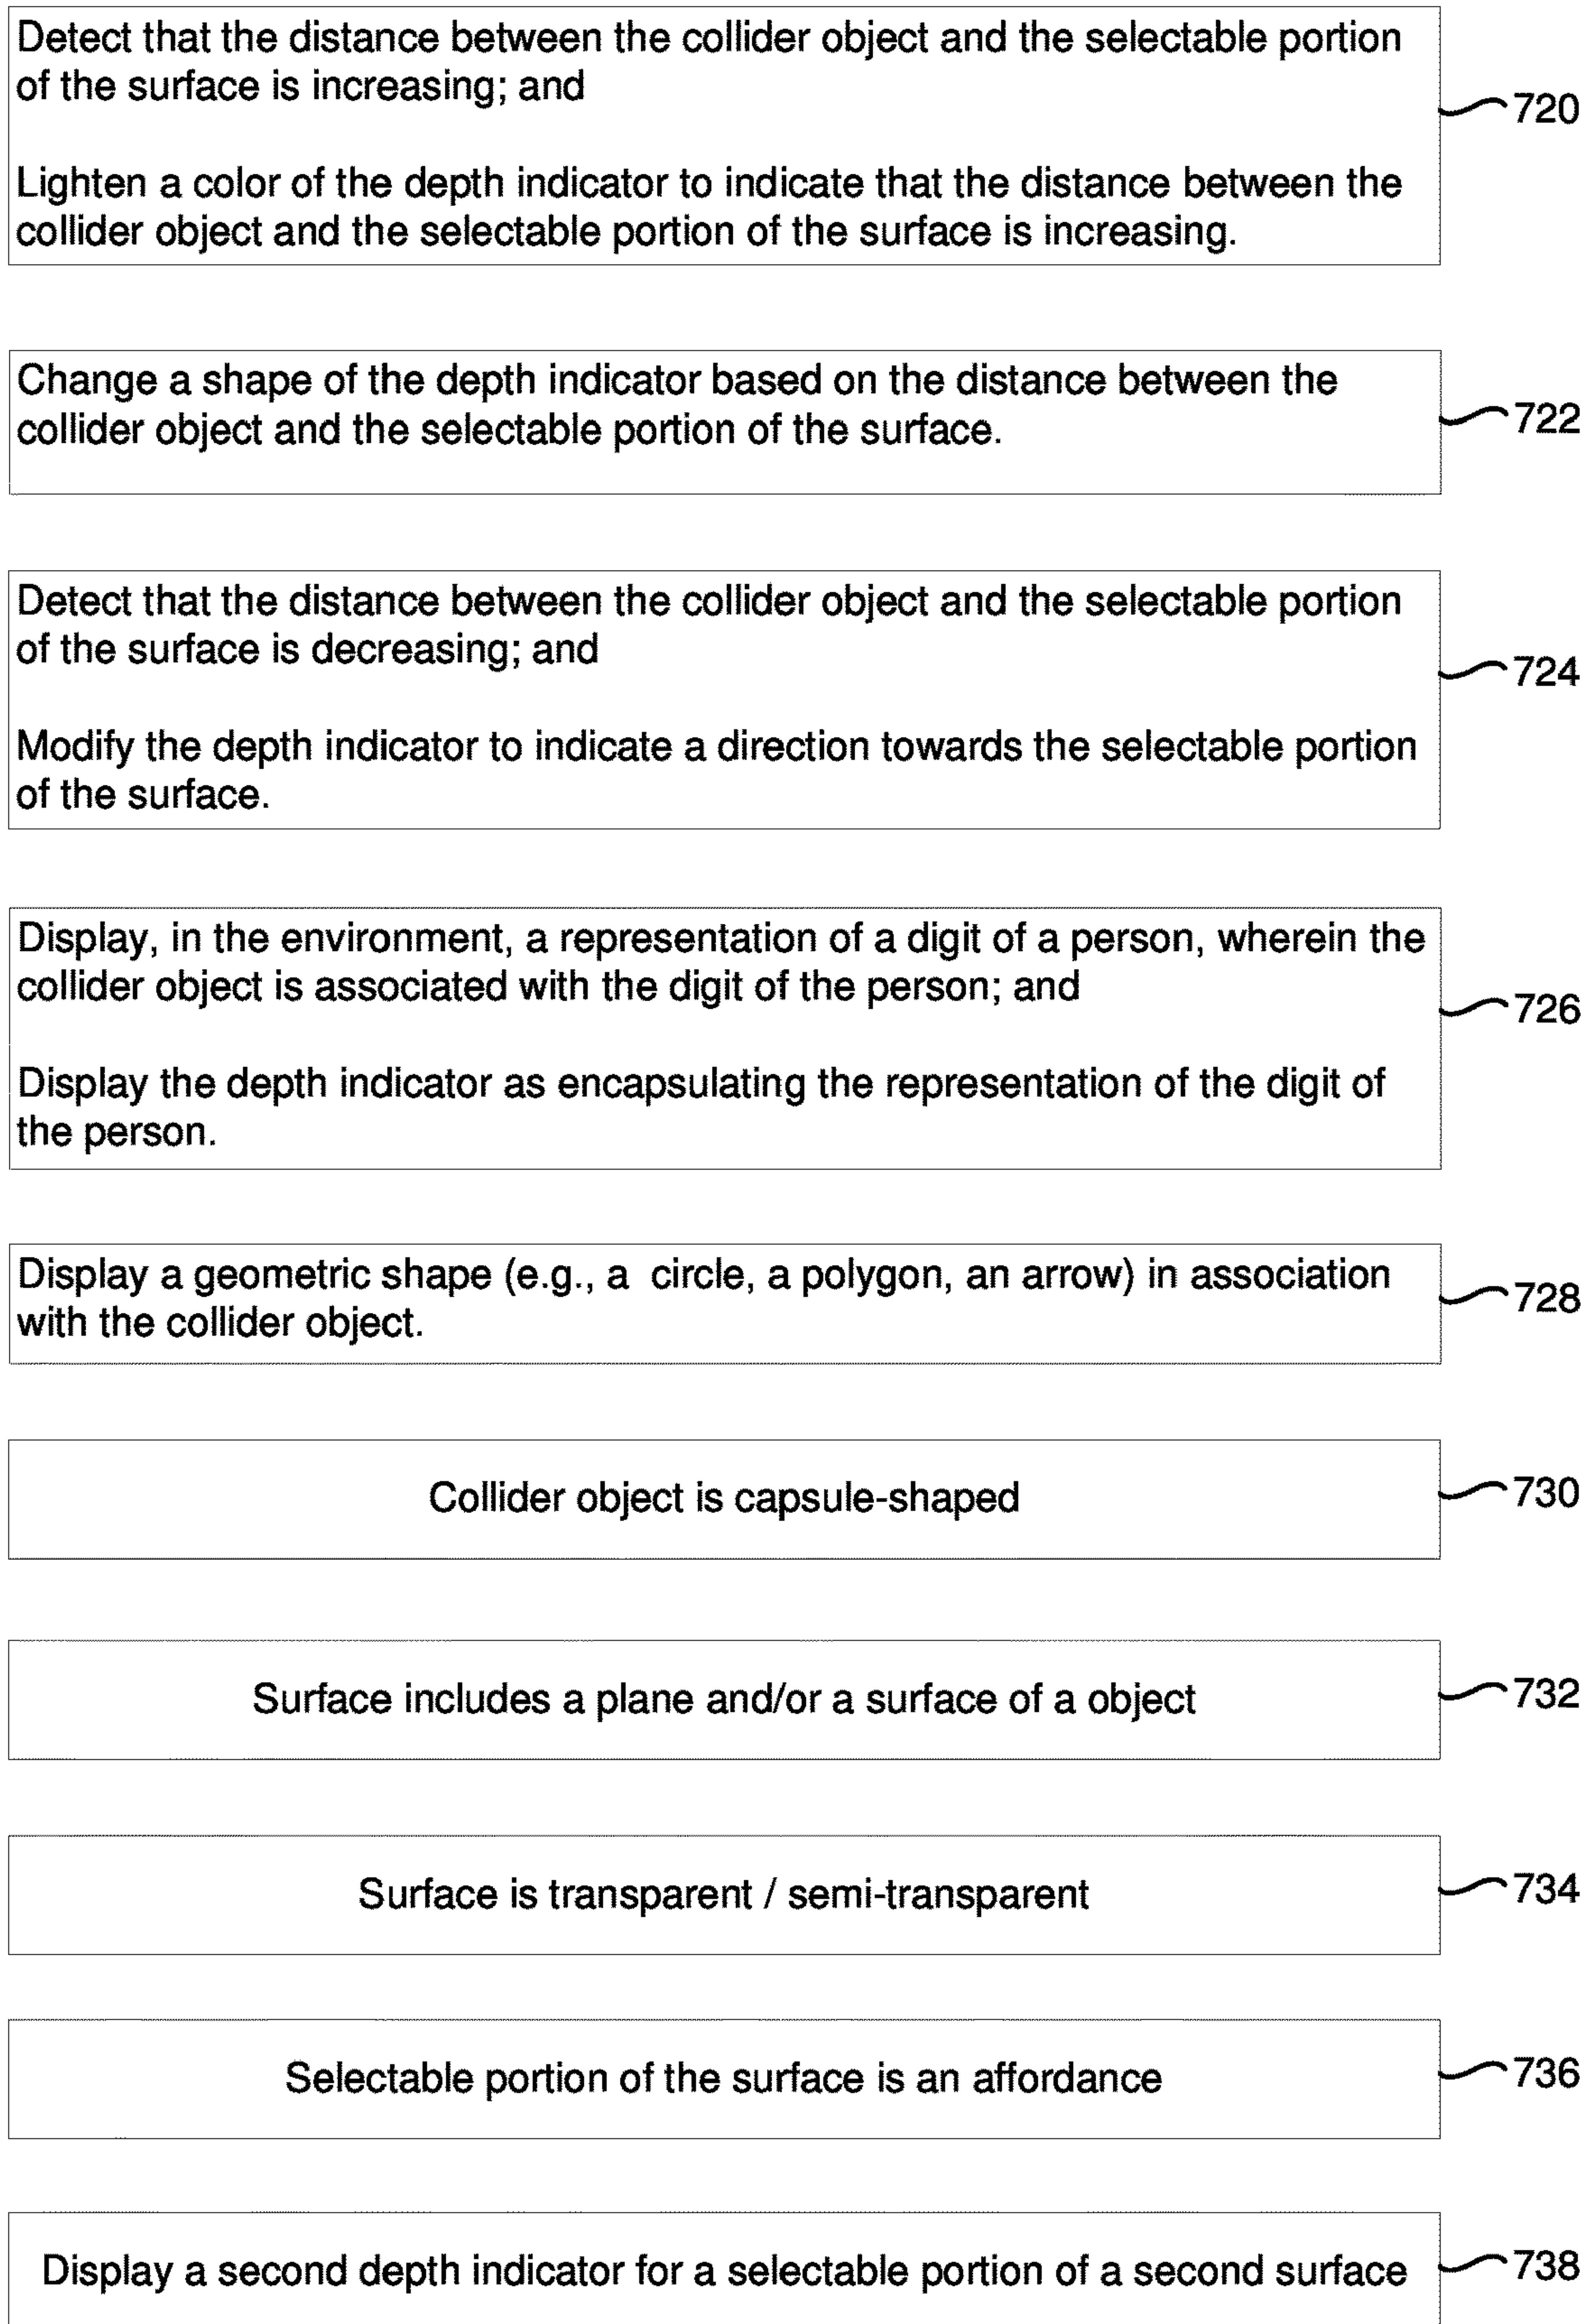 Detect that the distance between the collider object and the selectable portion
of the surface is increasing; and
720
Lighten a color of the depth indicator to indicate that the distance between the
collider object and the selectable portion of the surface is increasing.
Change a shape of the depth indicator based on the distance between the
collider object and the selectable portion of the surface.
722
Detect that the distance between the collider object and the selectable portion
of the surface is decreasing; and
724
Modify the depth indicator to indicate a direction towards the selectable portion
of the surface.
Display, in the environment, a representation of a digit of a person, wherein the
collider object is associated with the digit of the person; and
726
Display the depth indicator as encapsulating the representation of the digit of
the person.
Display a geometric shape (e.g., a circle, a polygon, an arrow) in association
with the collider object.
728
Collider object is capsule-shaped
730
Surface includes a plane and/or a surface of a object
732
Surface is transparent / semi-transparent
734
Selectable portion of the surface is an affordance
736
Display a second depth indicator for a selectable portion of a second surface
738